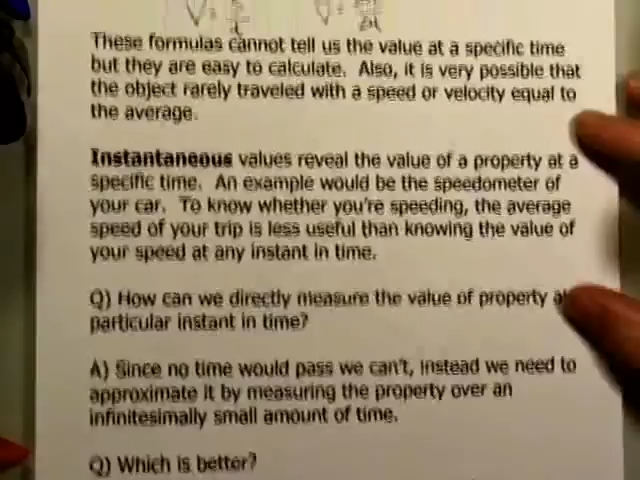 These formulas cannot tell us the value at a specific time
but they are easy to calculate. Also, it is very possible that
the object rarely traveled with a speed or velocity equal to
the average.
Instantaneous values reveal the value of a property at a
specific time. An example would be the speedometer of
your car. To know whether you're speeding, the average
speed of your trip is less useful than knowing the value of
your speed at any instant in time.
Q) How can we directly measure the value of property
particular instant in time?
A) Since no time would pass we can't, instead we need to
approximate it by measuring the property over an
infinitesimally small amount of time.
Q) Which is better?